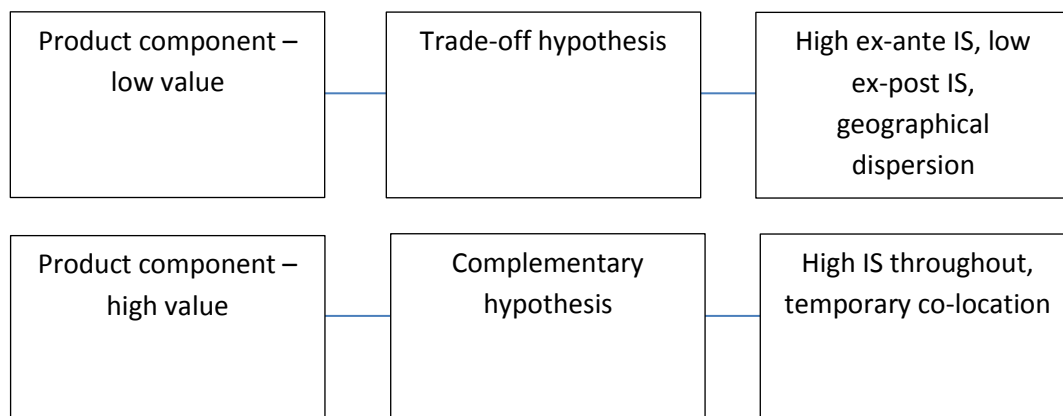 Product component –
low value
Trade-off hypothesis
High ex-ante IS, low
ex-post IS,
geographical
dispersion
Product component –
high value
Complementary
hypothesis
High IS throughout,
temporary co-location